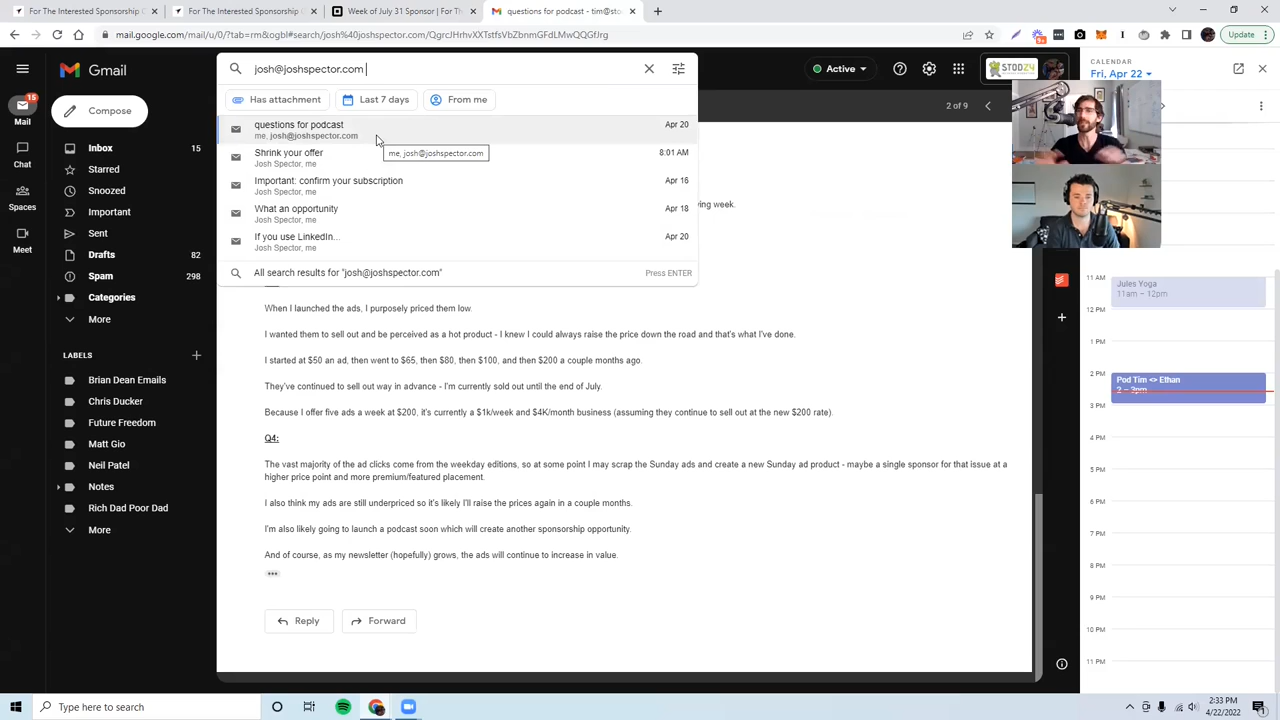 For The Interested Subscription C
For The Interested Sponsorship -
Week of July 31 Sponsorship - For
questions for podcast - tim@sto
Update
mail.google.com/mail/u/0/?tab=rm&ogbl#search/josh%40joshspector.com/QgrcJHrhvXXTstfsVbZbnmGFdLMwQQGfJrg
Gmail
josh@joshspector.com
Active
STODZY
CALENDAR
Fri, Apr 22
15
Mail
Compose
Has attachment
Last 7 days
From me
2 of 9
Chat
Spaces
Meet
Inbox 15
Starred
Snoozed
Important
Sent
Drafts 82
Spam 298
Categories
More
LABELS
Brian Dean Emails
Chris Ducker
Future Freedom
Matt Gio
Neil Patel
Notes
Rich Dad Poor Dad
More
questions for podcast Apr 20
me, josh@joshspector.com
me, josh@joshspector.com
Shrink your offer 8:01 AM
Josh Spector, me
Important: confirm your subscription Apr 16
Josh Spector, me
What an opportunity Apr 18
Josh Spector, me
If you use LinkedIn... Apr 20
Josh Spector, me
All search results for "josh@joshspector.com" Press ENTER
ing week.
When I launched the ads, I purposely priced them low.
I wanted them to sell out and be perceived as a hot product - I knew I could always raise the price down the road and that's what I've done.
I started at $50 an ad, then went to $65, then $80, then $100, and then $200 a couple months ago.
They've continued to sell out way in advance - I'm currently sold out until the end of July.
Because I offer five ads a week at $200, it's currently a $1k/week and $4K/month business (assuming they continue to sell out at the new $200 rate).
Q4:
The vast majority of the ad clicks come from the weekday editions, so at some point I may scrap the Sunday ads and create a new Sunday ad product - maybe a single sponsor for that issue at a
higher price point and more premium/featured placement.
I also think my ads are still underpriced so it's likely I'll raise the prices again in a couple months.
I'm also likely going to launch a podcast soon which will create another sponsorship opportunity.
And of course, as my newsletter (hopefully) grows, the ads will continue to increase in value.
Reply
Forward
11 AM
Jules Yoga
11am – 12pm
12 PM
1 PM
2 PM
Pod Tim <> Ethan
2 – 3pm
3 PM
4 PM
5 PM
6 PM
7 PM
8 PM
9 PM
10 PM
11 PM
Type here to search
2:33 PM
4/22/2022